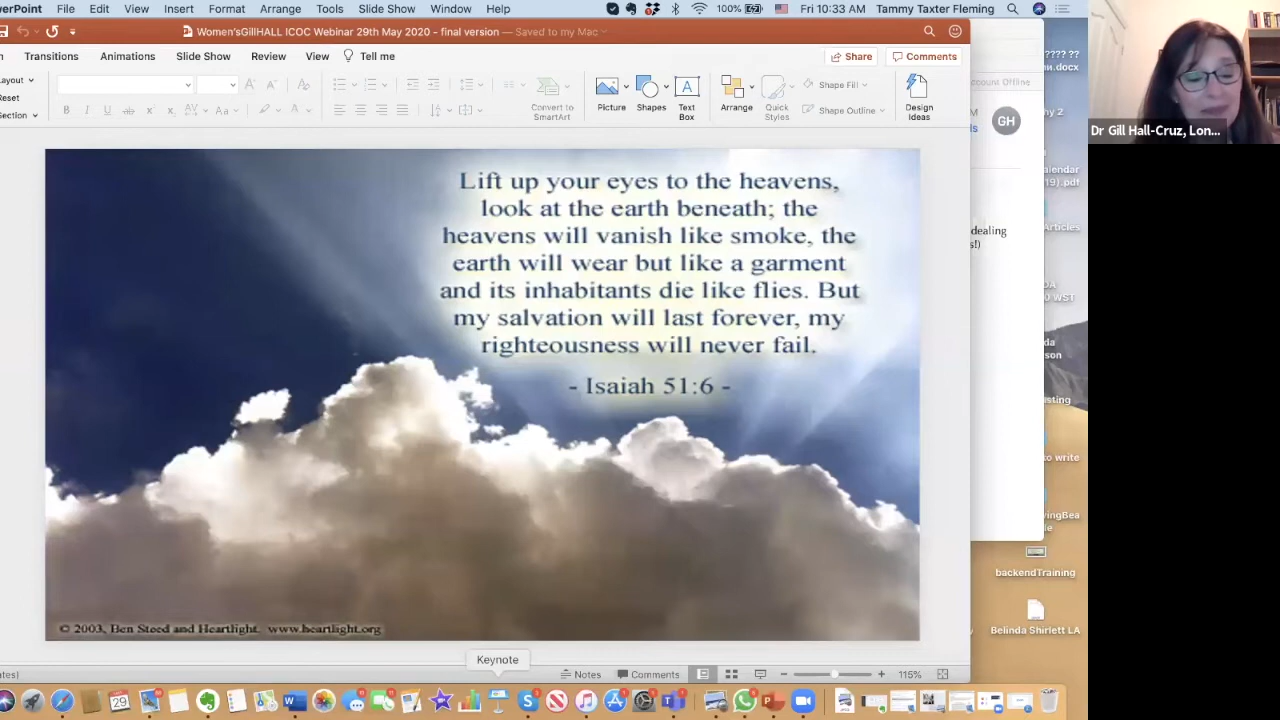 PowerPoint File Edit View Insert Format Arrange Tools Slide Show Window Help 100% Fri 10:33 AM Tammy Taxter Fleming
Women'sGillHALL ICOC Webinar 29th May 2020 - final version — Saved to my Mac
Transitions Animations Slide Show Review View Tell me Share Comments
Layout
Reset
Section
Convert to
SmartArt
Picture
Shapes
Text
Box
Arrange
Quick
Styles
Shape Fill
Shape Outline
Design
Ideas
Lift up your eyes to the heavens,
look at the earth beneath; the
heavens will vanish like smoke, the
earth will wear but like a garment
and its inhabitants die like flies. But
my salvation will last forever, my
righteousness will never fail.
- Isaiah 51:6 -
© 2003, Ben Steed and Heartlight. www.heartlight.org
Keynote
Notes Comments 115%
Account Offline
GH
dealing
s!)
Articles
backendTraining
Belinda Shirlett LA
Dr Gill Hall-Cruz, Lon...